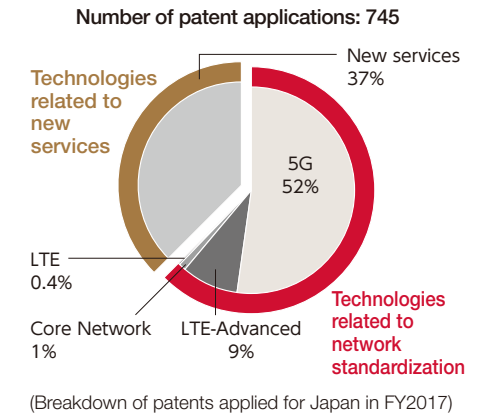 Number of patent applications: 745
New services
37%
Technologies
related to
new
services
5G
52%
LTE
0.4%
Core Network
1%
LTE-Advanced
9%
Technologies
related to
network
standardization
(Breakdown of patents applied for Japan in FY2017)